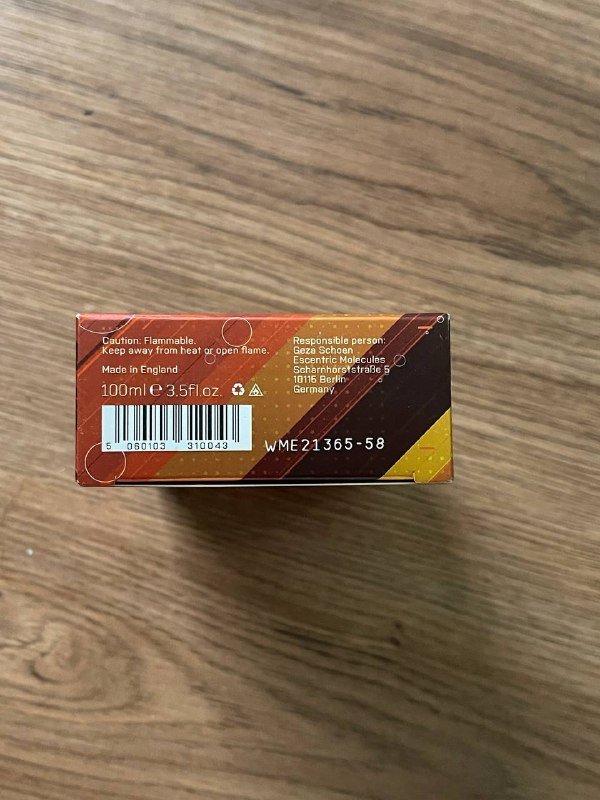 Caution: Flammable.
Keep away from heat or open flame.
Made in England
100ml ℮ 3.5fl.oz.
5 060103 310043
Responsible person:
Geza Schoen
Escentric Molecules
Scharnhorststraße 5
10115 Berlin
Germany
WME21365-58